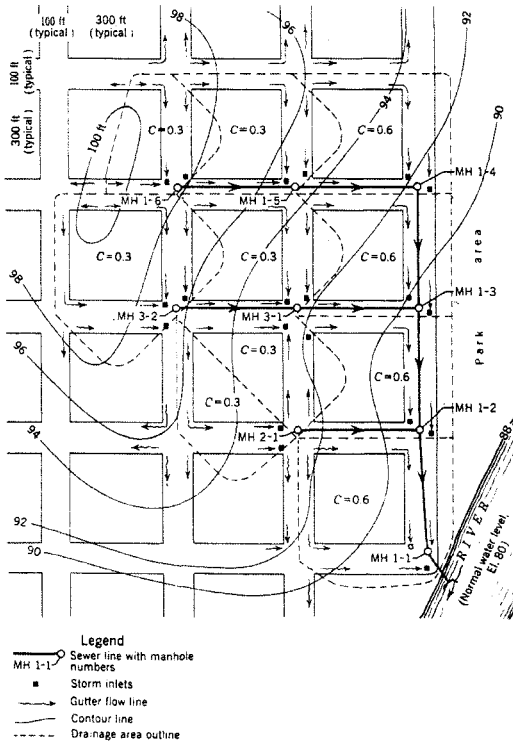 100 ft
(typical)
300 ft
(typical)
100 ft
(typical)
300 ft
(typical)
98
96
92
94
90
100 ft
C=0.3
C=0.3
C=0.6
MH 1-6
MH 1-5
MH 1-4
C=0.3
C=0.3
C=0.6
Park area
98
MH 3-2
MH 3-1
MH 1-3
96
C=0.3
C=0.3
C=0.6
94
MH 2-1
MH 1-2
88
C=0.6
92
90
MH 1-1
RIVER
(Normal water level,
El. 80)
Legend
MH 1-1
Sewer line with manhole
numbers
Storm inlets
Gutter flow line
Contour line
Drainage area outline